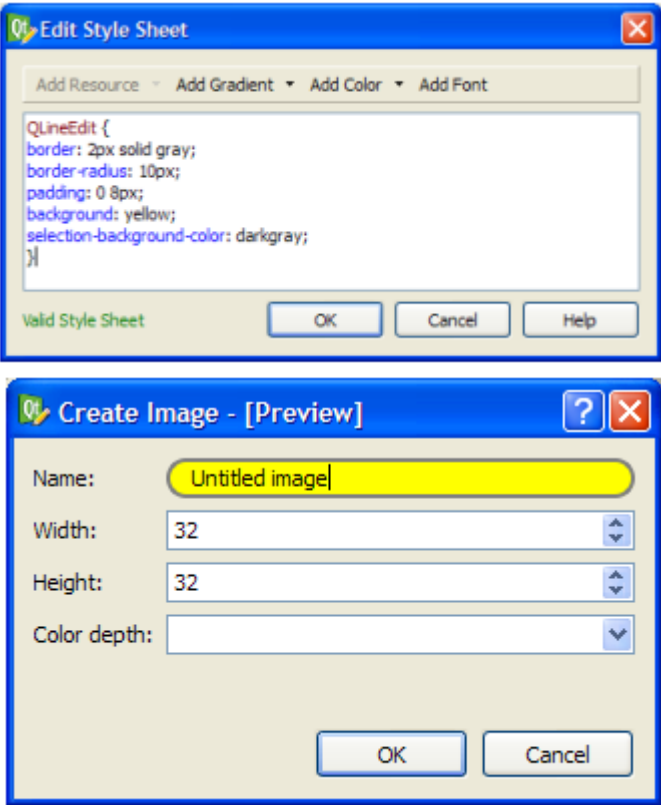 Qt Edit Style Sheet
Add Resource Add Gradient Add Color Add Font
QLineEdit {
border: 2px solid gray;
border-radius: 10px;
padding: 0 8px;
background: yellow;
selection-background-color: darkgray;
}
Valid Style Sheet OK Cancel Help
Qt Create Image - [Preview] ?
Name: Untitled image
Width: 32
Height: 32
Color depth:
OK Cancel